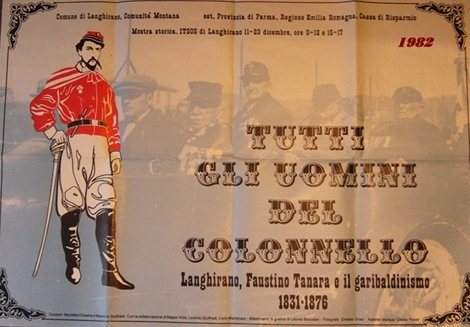 Comune di Langhirano, Comunità Montana est, Provincia di Parma, Regione Emilia Romagna, Cassa di Risparmio
Mostra storica, ITSOS di Langhirano 11-23 dicembre, ore 9-12 e 15-17
1982
TUTTI
GLI UOMINI
DEL
COLONNELLO
Langhirano, Faustino Tanara e il garibaldinismo
1831-1876